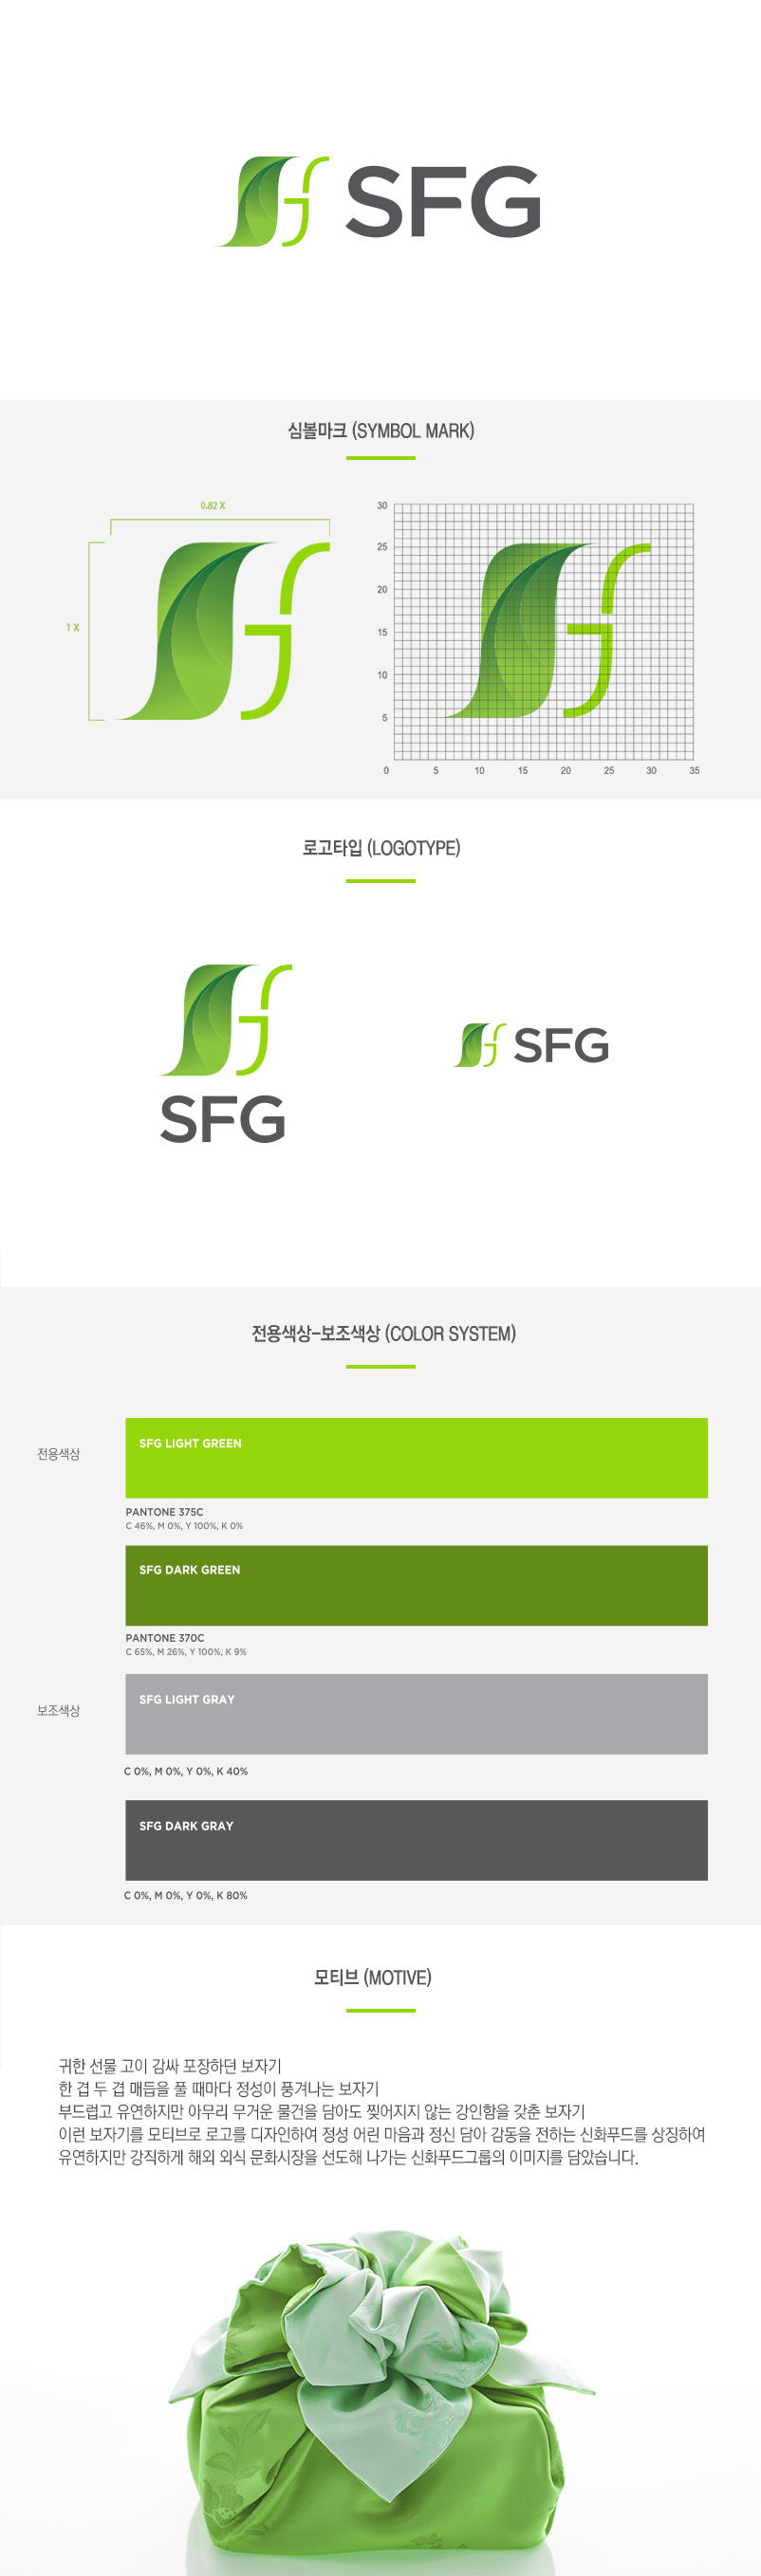 SFG
심볼마크 (SYMBOL MARK)
0.82 X
1 X
30
25
20
15
10
5
0 5 10 15 20 25 30 35
로고타입 (LOGOTYPE)
SFG
SFG
전용색상-보조색상 (COLOR SYSTEM)
전용색상
SFG LIGHT GREEN
PANTONE 375C
C 46%, M 0%, Y 100%, K 0%
SFG DARK GREEN
PANTONE 370C
C 65%, M 26%, Y 100%, K 9%
보조색상
SFG LIGHT GRAY
C 0%, M 0%, Y 0%, K 40%
SFG DARK GRAY
C 0%, M 0%, Y 0%, K 80%
모티브 (MOTIVE)
귀한 선물 고이 감싸 포장하던 보자기
한 겹 두 겹 매듭을 풀 때마다 정성이 풍겨나는 보자기
부드럽고 유연하지만 아무리 무거운 물건을 담아도 찢어지지 않는 강인함을 갖춘 보자기
이런 보자기를 모티브로 로고를 디자인하여 정성 어린 마음과 정신 담아 감동을 전하는 신화푸드를 상징하여
유연하지만 강직하게 해외 외식 문화시장을 선도해 나가는 신화푸드그룹의 이미지를 담았습니다.